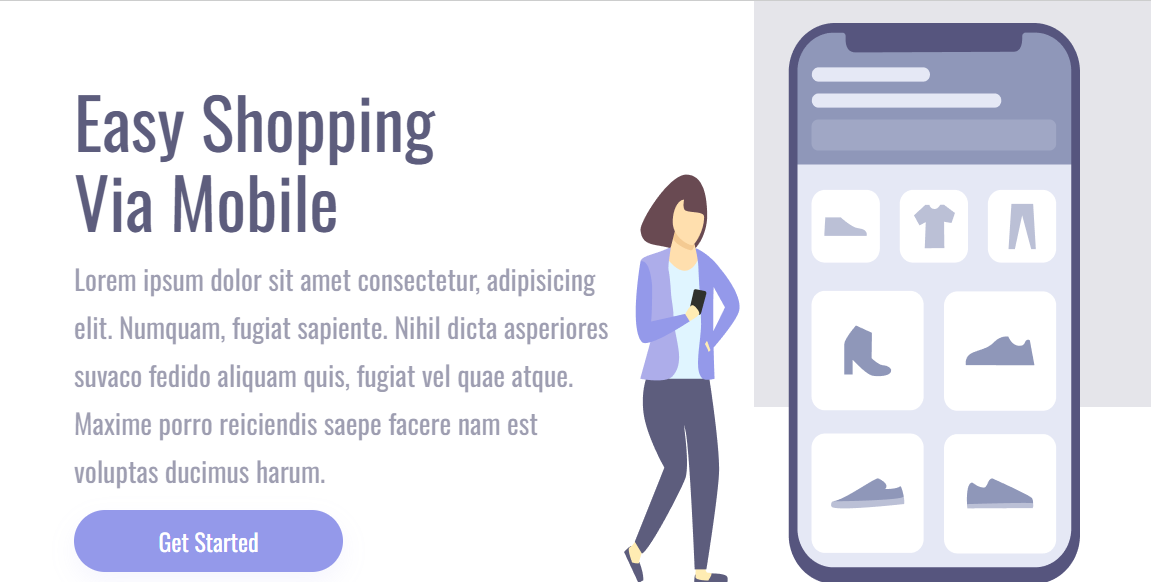 Easy Shopping
Via Mobile
Lorem ipsum dolor sit amet consectetur, adipisicing
elit. Numquam, fugiat sapiente. Nihil dicta asperiores
suvaco fedido aliquam quis, fugiat vel quae atque.
Maxime porro reiciendis saepe facere nam est
voluptas ducimus harum.
Get Started